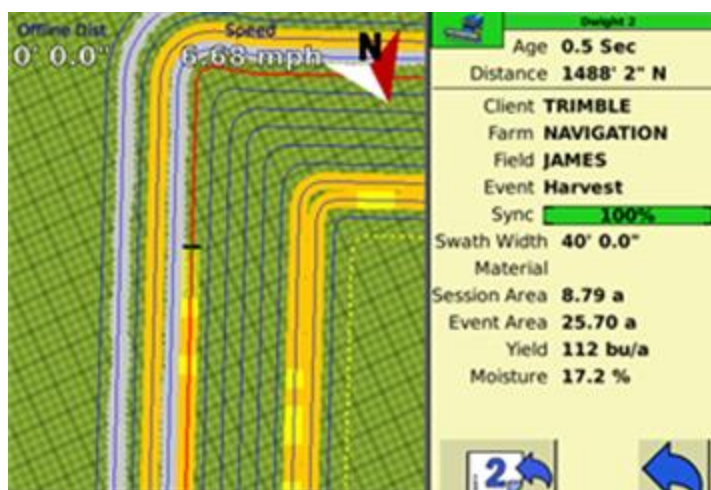 Offline Dist
0' 0.0"
Speed
6.68 mph
N
Dwight 2
Age 0.5 Sec
Distance 1488' 2" N
Client TRIMBLE
Farm NAVIGATION
Field JAMES
Event Harvest
Sync 100%
Swath Width 40' 0.0"
Material
Session Area 8.79 a
Event Area 25.70 a
Yield 112 bu/a
Moisture 17.2 %
2